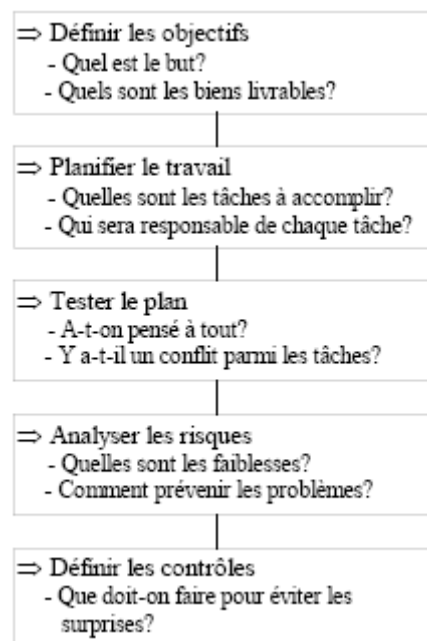 ⇒ Définir les objectifs
- Quel est le but?
- Quels sont les biens livrables?
⇒ Planifier le travail
- Quelles sont les tâches à accomplir?
- Qui sera responsable de chaque tâche?
⇒ Tester le plan
- A-t-on pensé à tout?
- Y a-t-il un conflit parmi les tâches?
⇒ Analyser les risques
- Quelles sont les faiblesses?
- Comment prévenir les problèmes?
⇒ Définir les contrôles
- Que doit-on faire pour éviter les
surprises?